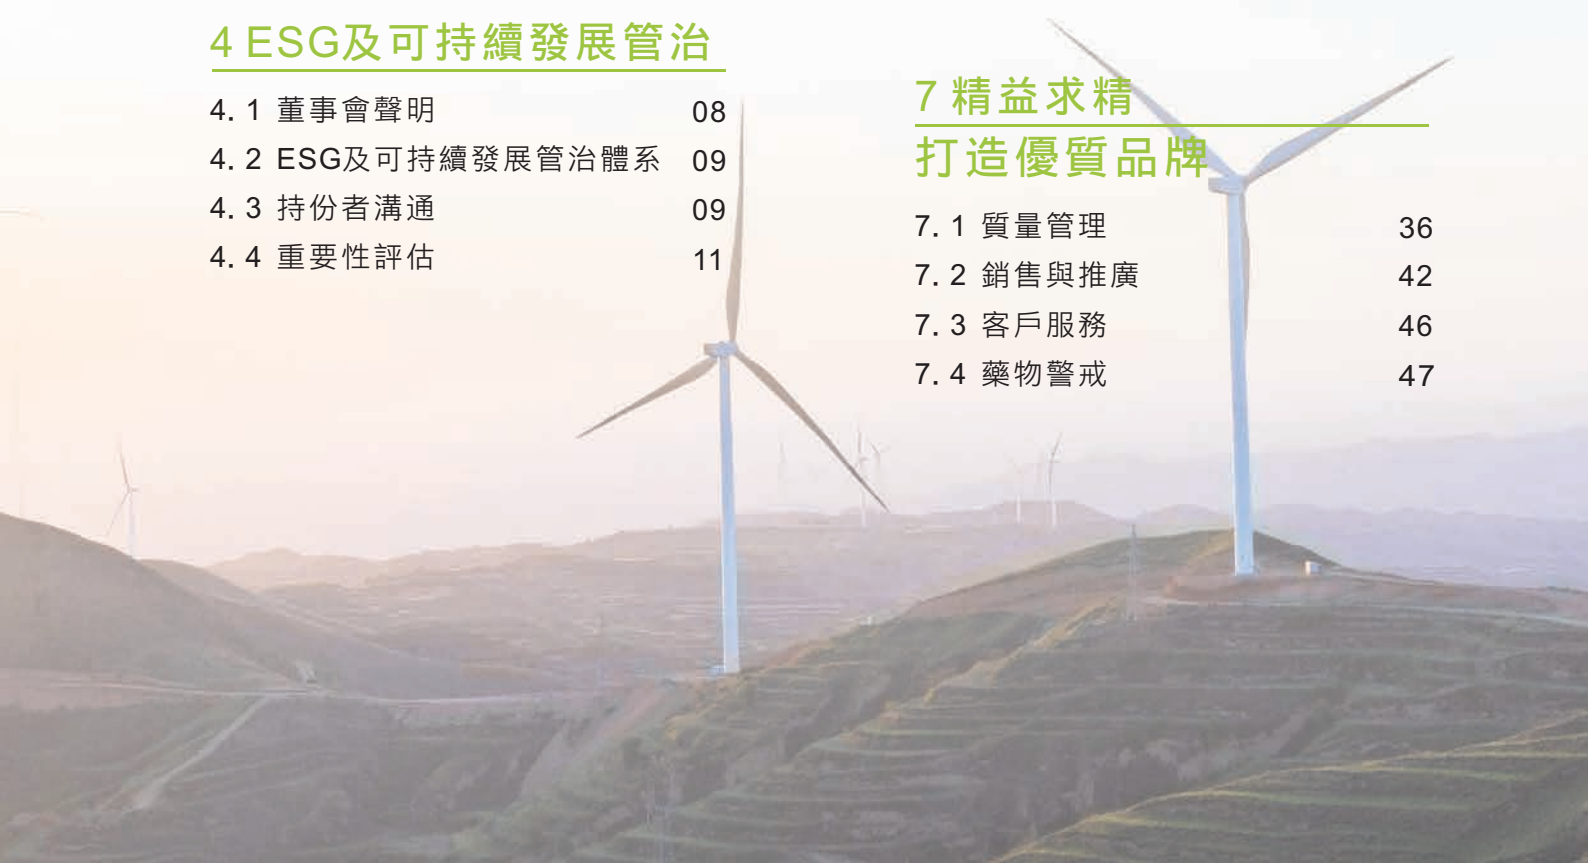 4 ESG及可持續發展管治
4. 1 董事會聲明 08
4. 2 ESG及可持續發展管治體系 09
4. 3 持份者溝通 09
4. 4 重要性評估 11
7 精益求精
打造優質品牌
7. 1 質量管理 36
7. 2 銷售與推廣 42
7. 3 客戶服務 46
7. 4 藥物警戒 47